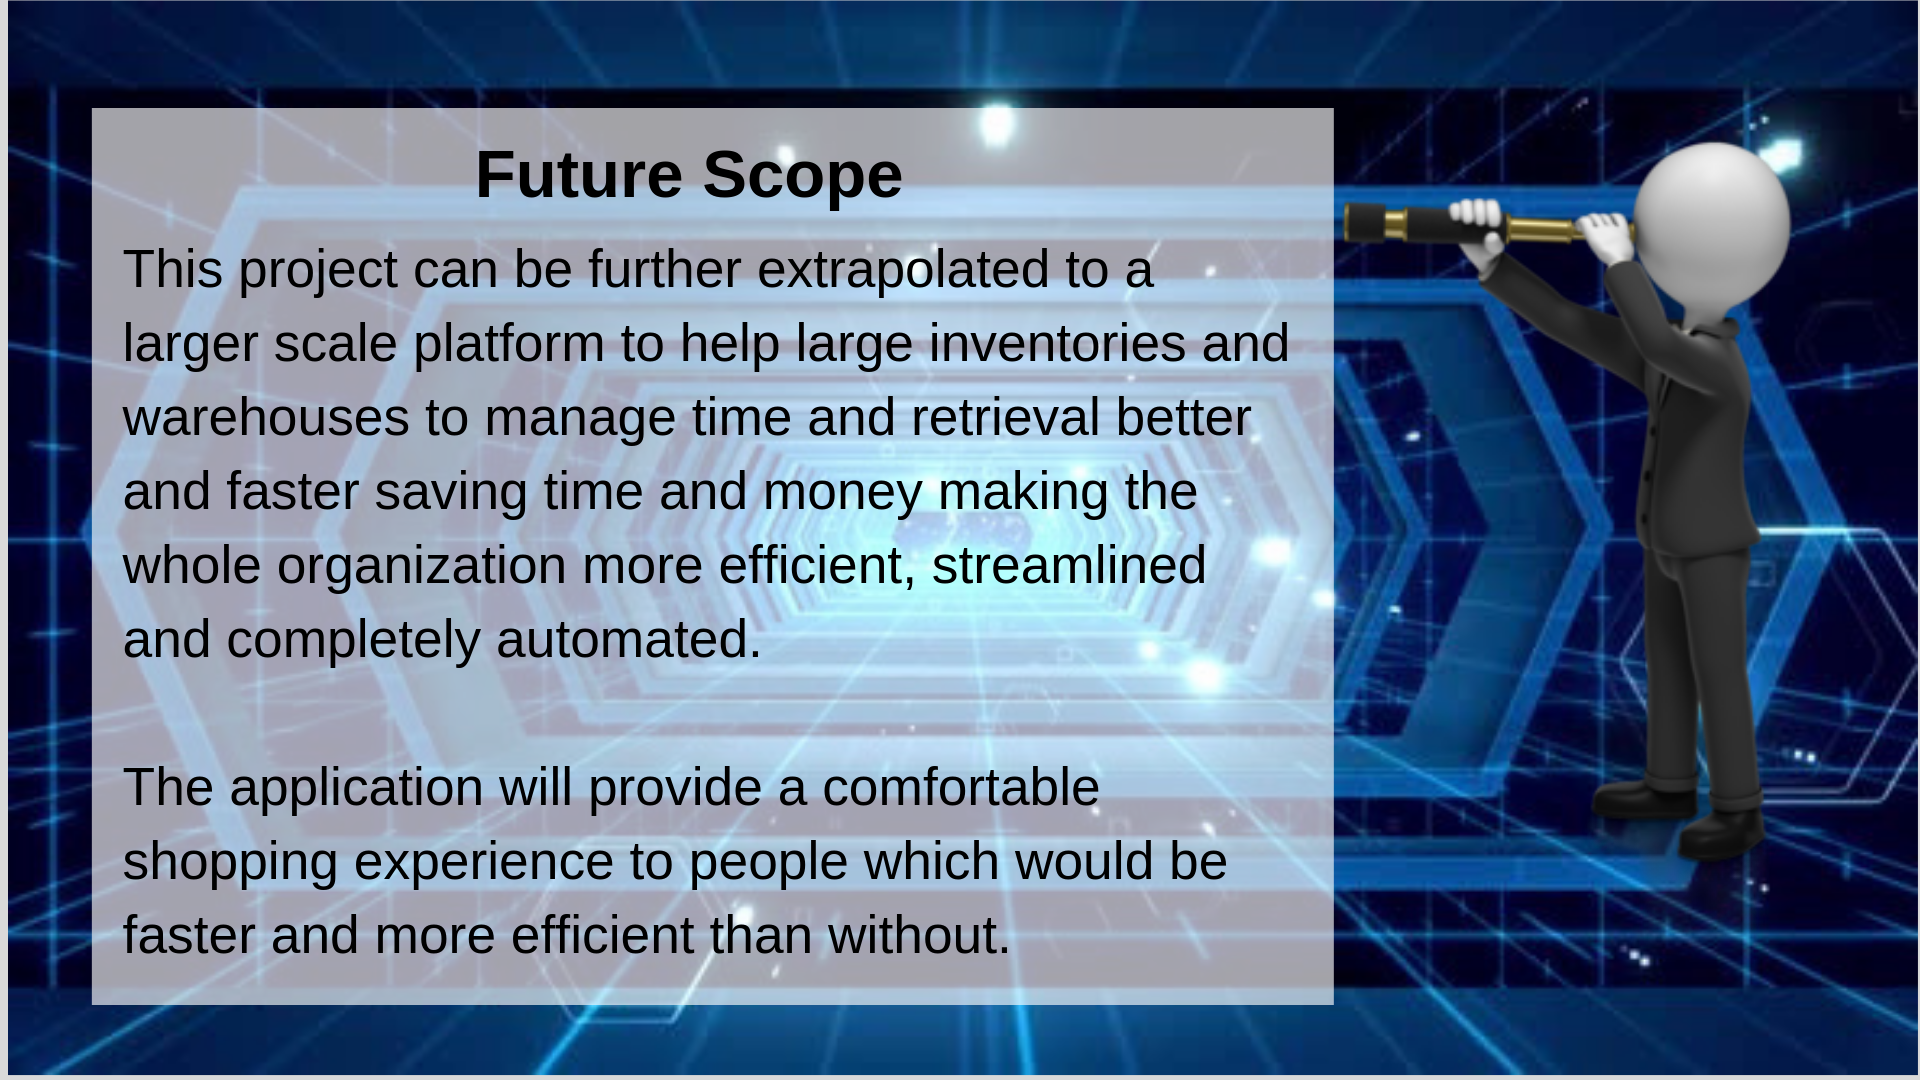 Future Scope
This project can be further extrapolated to a
larger scale platform to help large inventories and
warehouses to manage time and retrieval better
and faster saving time and money making the
whole organization more efficient, streamlined
and completely automated.
The application will provide a comfortable
shopping experience to people which would be
faster and more efficient than without.